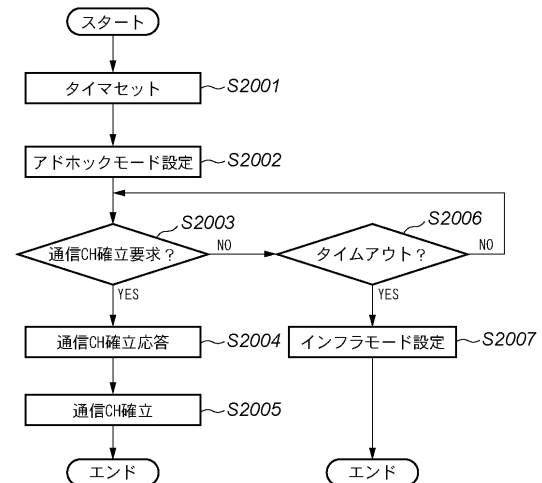 スタート
タイマセット
S2001
アドホックモード設定
S2002
通信CH確立要求？
S2003
NO
YES
タイムアウト？
S2006
NO
YES
通信CH確立応答
S2004
インフラモード設定
S2007
通信CH確立
S2005
エンド
エンド